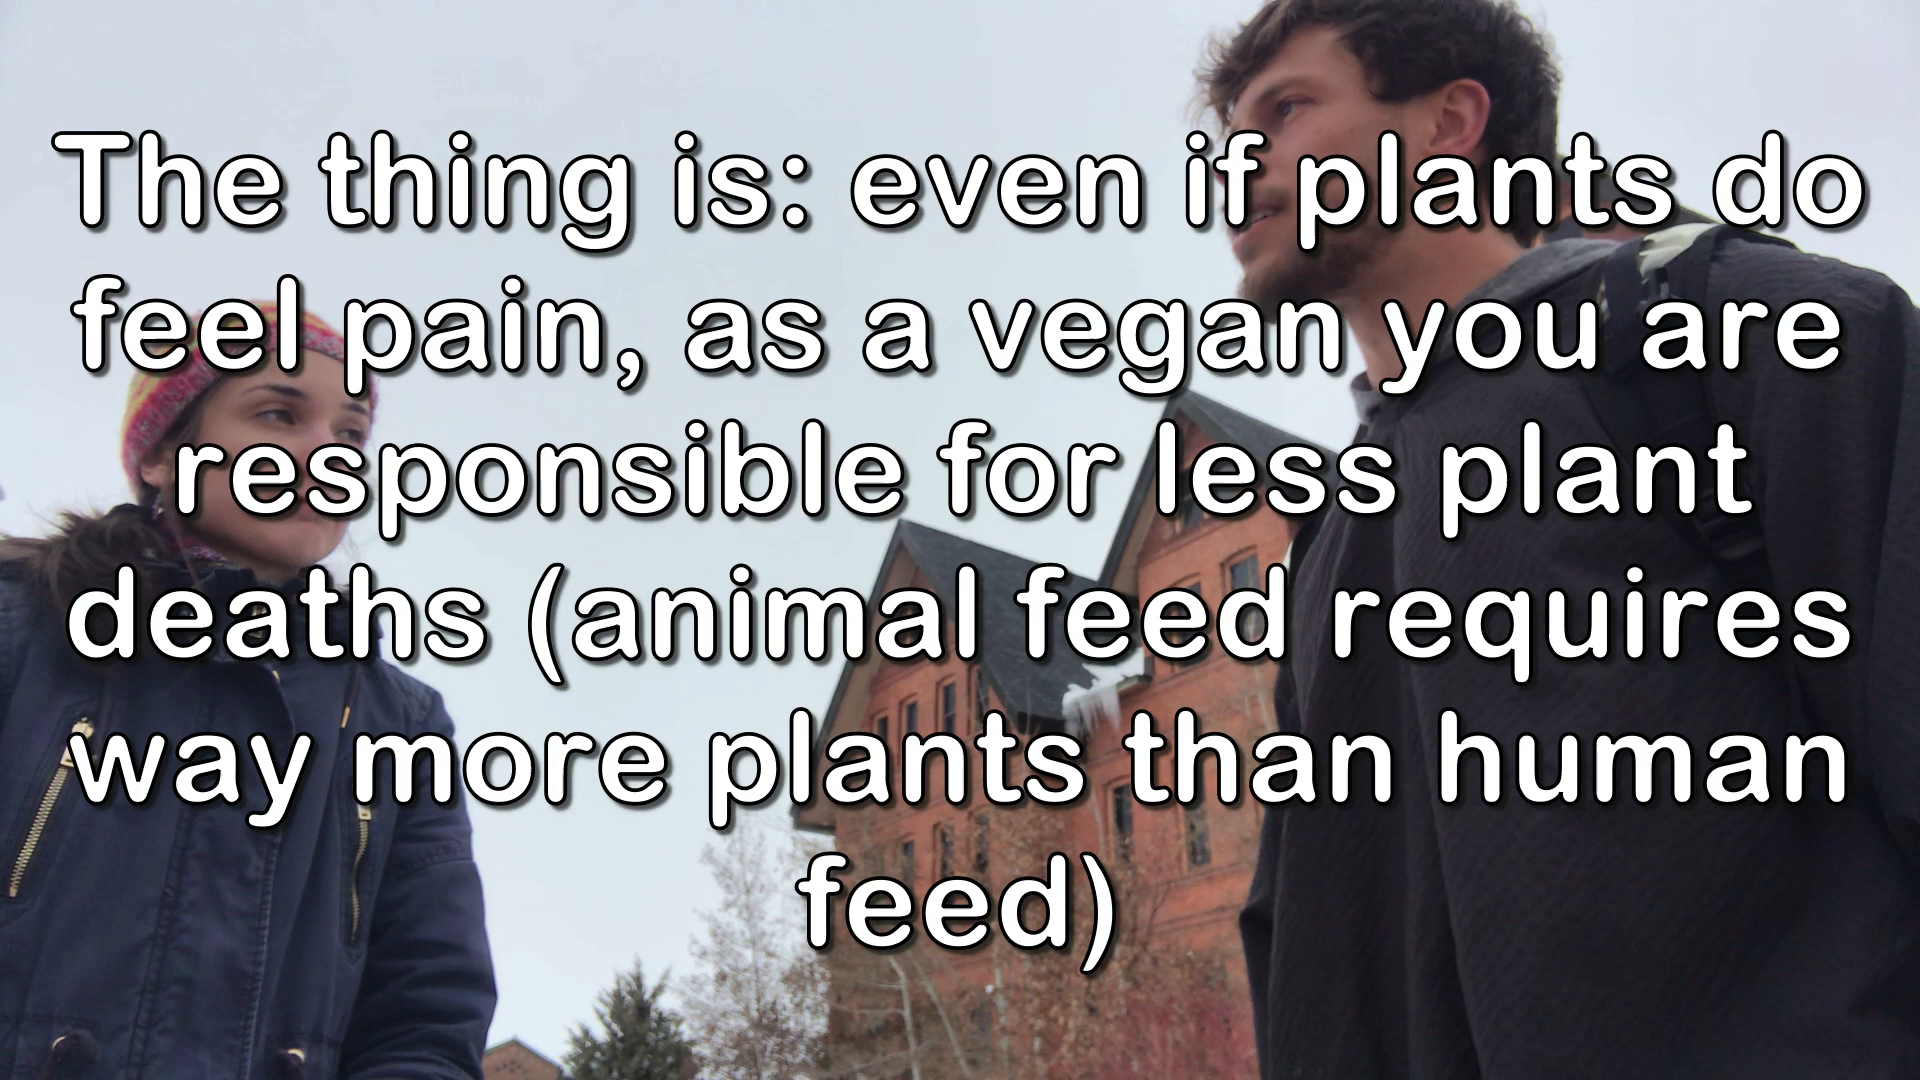 The thing is: even if plants do
feel pain, as a vegan you are
responsible for less plant
deaths (animal feed requires
way more plants than human
feed)